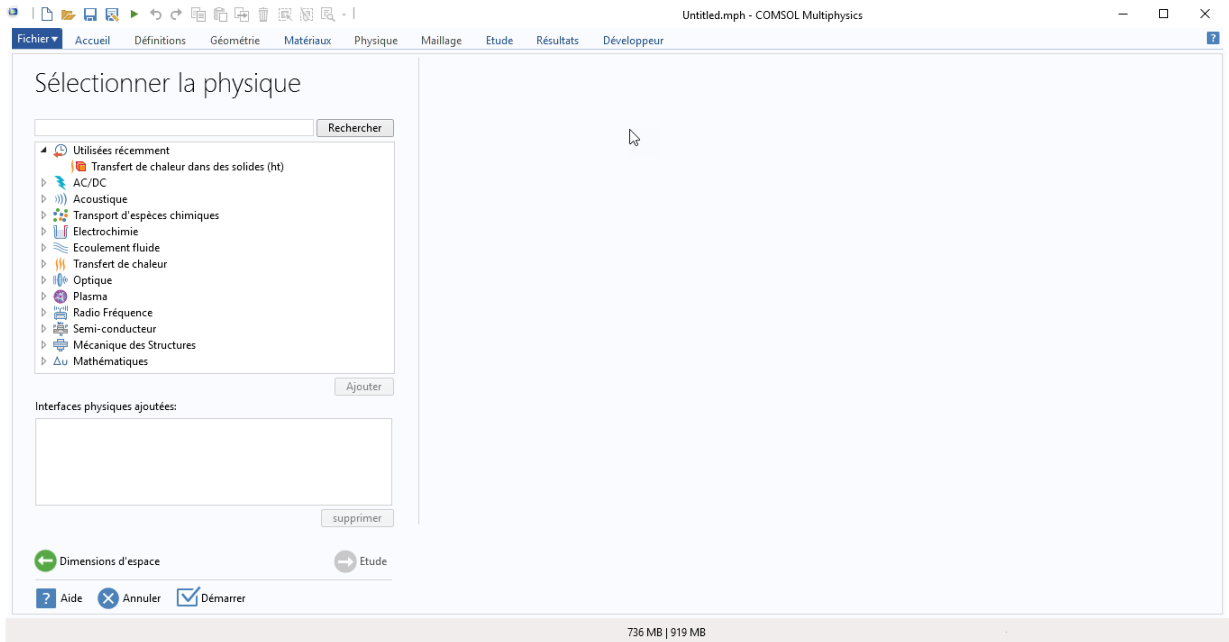 Untitled.mph - COMSOL Multiphysics
Fichier Accueil Définitions Géométrie Matériaux Physique Maillage Etude Résultats Développeur ?
Sélectionner la physique
Rechercher
Utilisées récemment
Transfert de chaleur dans des solides (ht)
AC/DC
Acoustique
Transport d'espèces chimiques
Electrochimie
Ecoulement fluide
Transfert de chaleur
Optique
Plasma
Radio Fréquence
Semi-conducteur
Mécanique des Structures
Δu Mathématiques
Ajouter
Interfaces physiques ajoutées:
supprimer
Dimensions d'espace Etude
? Aide Annuler Démarrer
736 MB | 919 MB